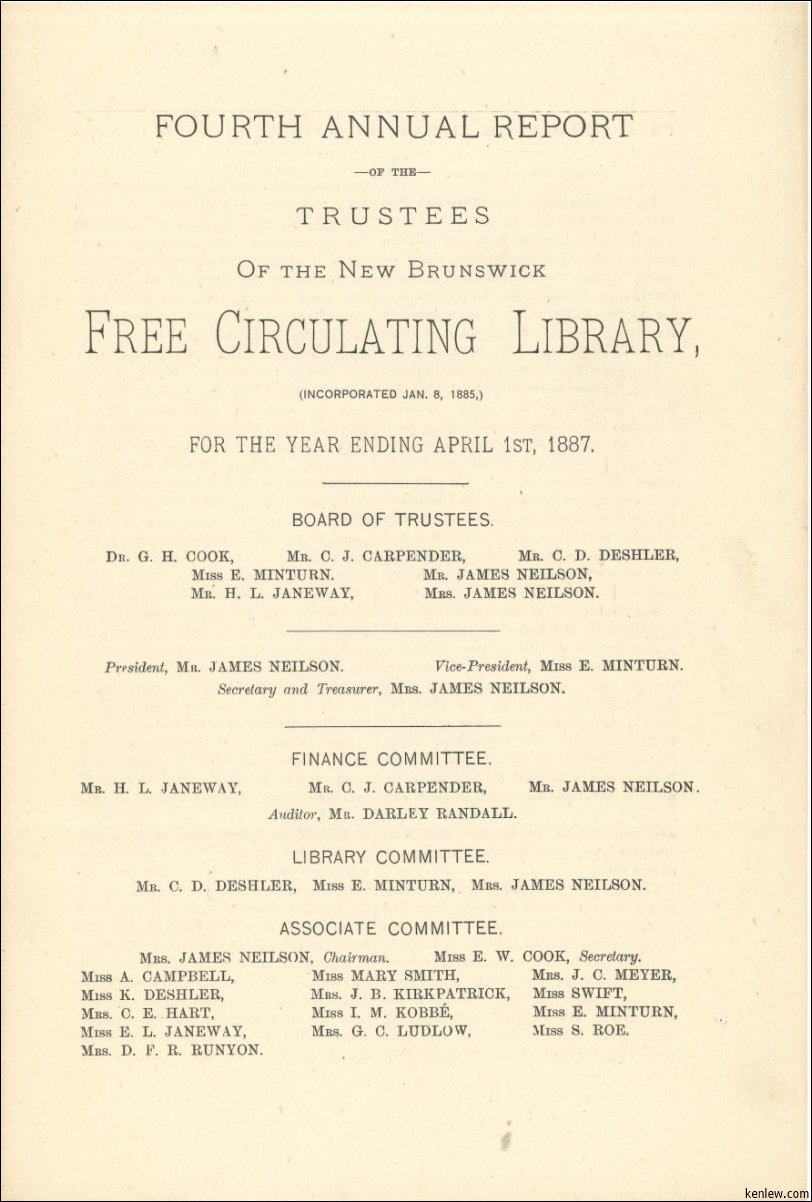 FOURTH ANNUAL REPORT
—OF THE—
TRUSTEES
OF THE NEW BRUNSWICK
FREE CIRCULATING LIBRARY,
(INCORPORATED JAN. 8, 1885,)
FOR THE YEAR ENDING APRIL 1ST, 1887.
BOARD OF TRUSTEES.
DR. G. H. COOK, MR. C. J. CARPENDER, MR. C. D. DESHLER,
MISS E. MINTURN. MR. JAMES NEILSON,
MR. H. L. JANEWAY, MRS. JAMES NEILSON.
President, MR. JAMES NEILSON. Vice-President, MISS E. MINTURN.
Secretary and Treasurer, MRS. JAMES NEILSON.
FINANCE COMMITTEE.
MR. H. L. JANEWAY, MR. C. J. CARPENDER, MR. JAMES NEILSON.
Auditor, MR. DARLEY RANDALL.
LIBRARY COMMITTEE.
MR. C. D. DESHLER, MISS E. MINTURN, MRS. JAMES NEILSON.
ASSOCIATE COMMITTEE.
MRS. JAMES NEILSON, Chairman. MISS E. W. COOK, Secretary.
MISS A. CAMPBELL, MISS MARY SMITH, MRS. J. C. MEYER,
MISS K. DESHLER, MRS. J. B. KIRKPATRICK, MISS SWIFT,
MRS. C. E. HART, MISS I. M. KOBBÉ, MISS E. MINTURN,
MISS E. L. JANEWAY, MRS. G. C. LUDLOW, MISS S. ROE.
MRS. D. F. R. RUNYON.
kenlew.com